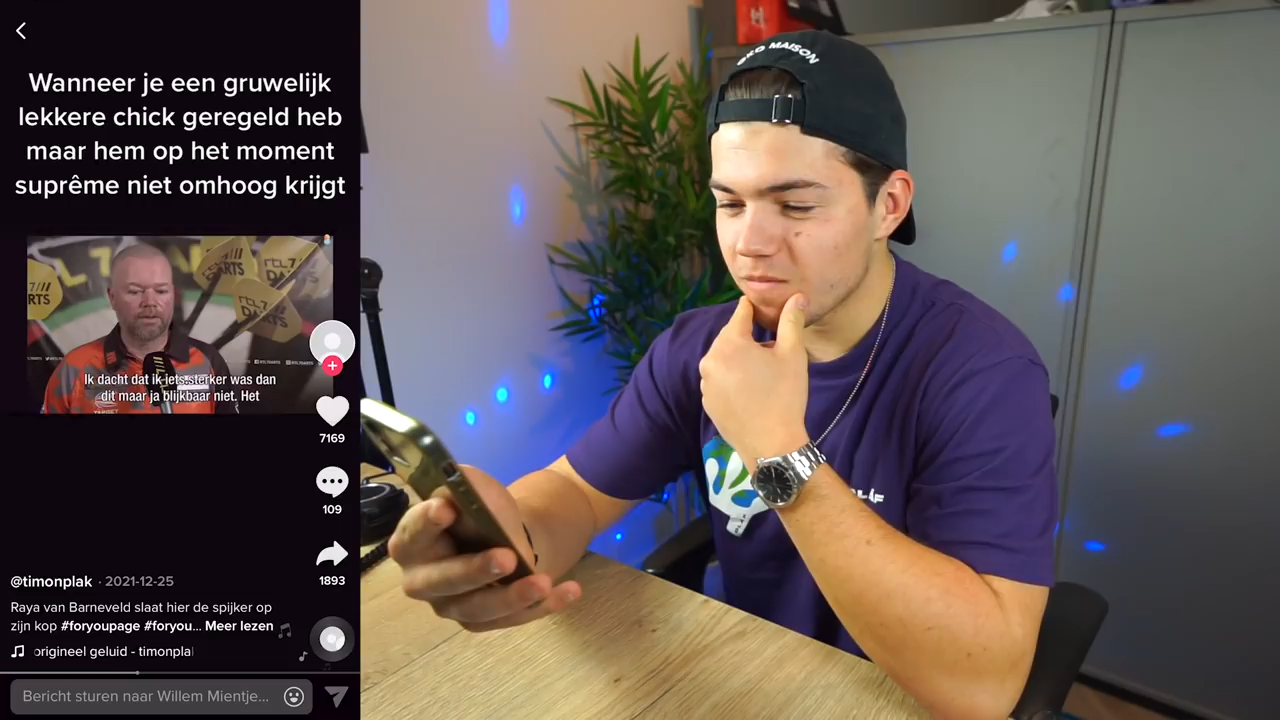 Wanneer je een gruwelijk
lekkere chick geregeld heb
maar hem op het moment
suprême niet omhoog krijgt
Ik dacht dat ik iets sterker was dan
dit maar ja blijkbaar niet. Het
7169
109
1893
@timonplak · 2021-12-25
Raya van Barneveld slaat hier de spijker op
zijn kop #foryoupage #foryou... Meer lezen
origineel geluid - timonpla
Bericht sturen naar Willem Mientje...
MAISON